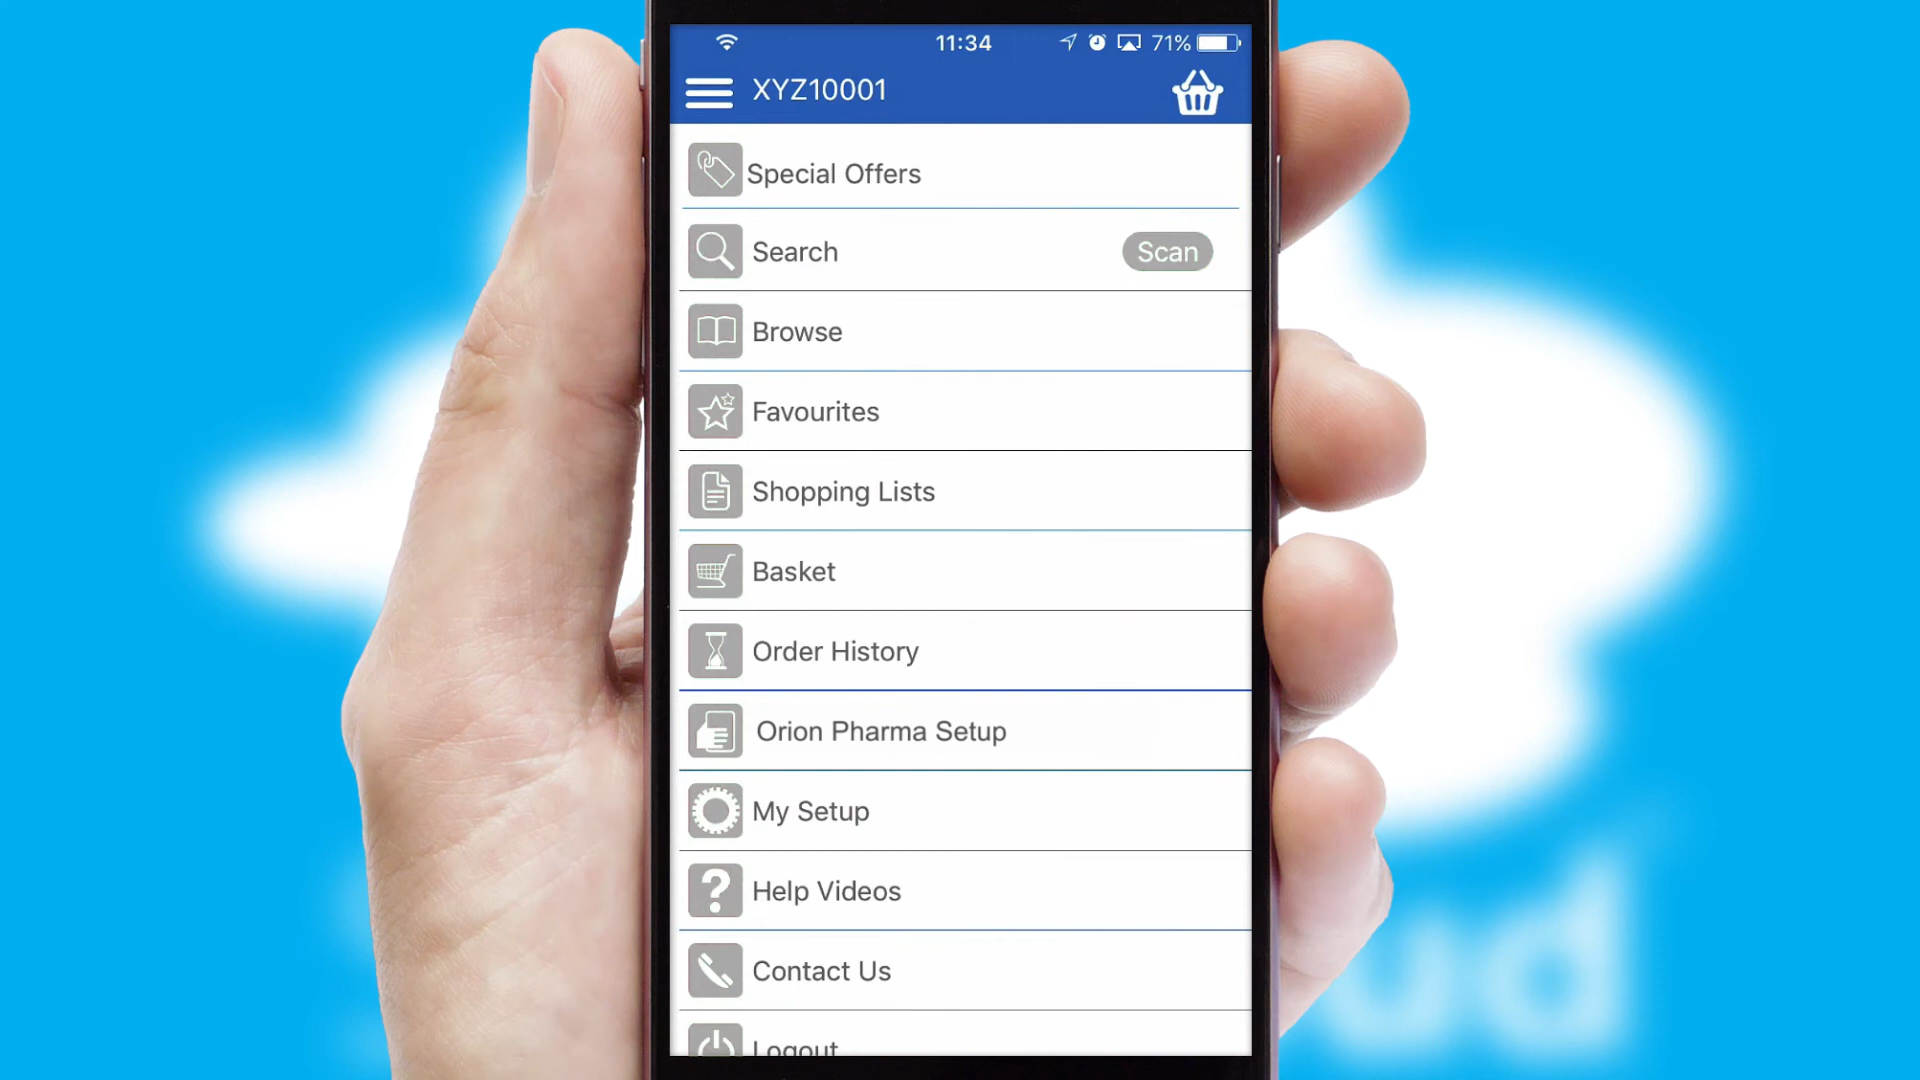 11:34
71%
XYZ10001
Special Offers
Search
Scan
Browse
Favourites
Shopping Lists
Basket
Order History
Orion Pharma Setup
My Setup
Help Videos
Contact Us
Logout